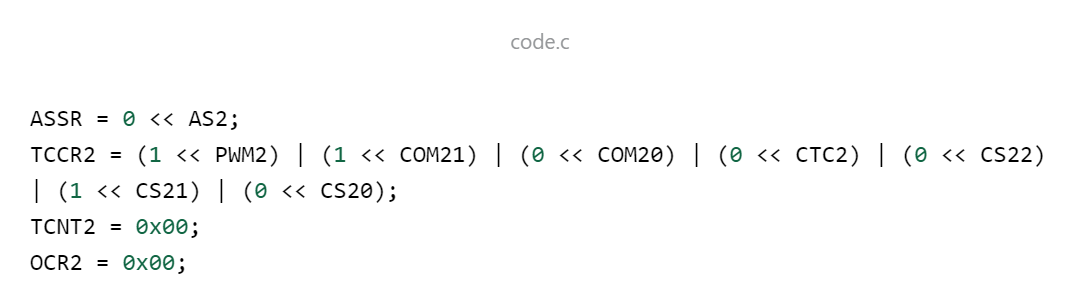 code.c
ASSR = 0 << AS2;
TCCR2 = (1 << PWM2) | (1 << COM21) | (0 << COM20) | (0 << CTC2) | (0 << CS22)
| (1 << CS21) | (0 << CS20);
TCNT2 = 0x00;
OCR2 = 0x00;